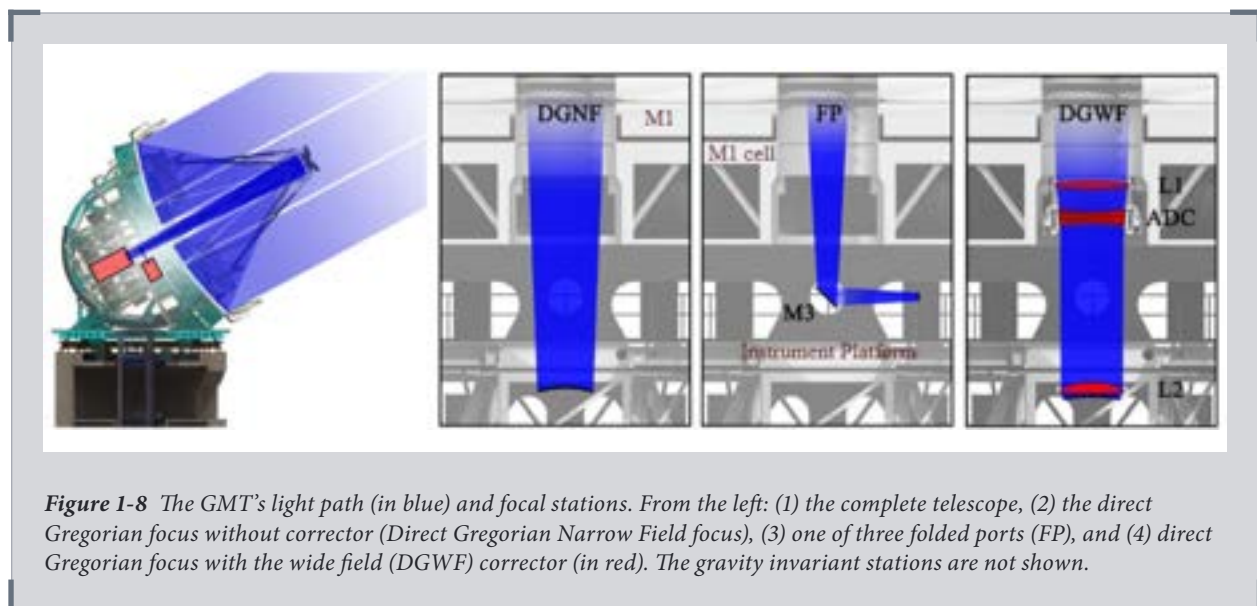 DGNF
M1
FP
M1 cell
M3
Instrument Platform
DGWF
L1
ADC
L2
Figure 1-8 The GMT's light path (in blue) and focal stations. From the left: (1) the complete telescope, (2) the direct
Gregorian focus without corrector (Direct Gregorian Narrow Field focus), (3) one of three folded ports (FP), and (4) direct
Gregorian focus with the wide field (DGWF) corrector (in red). The gravity invariant stations are not shown.